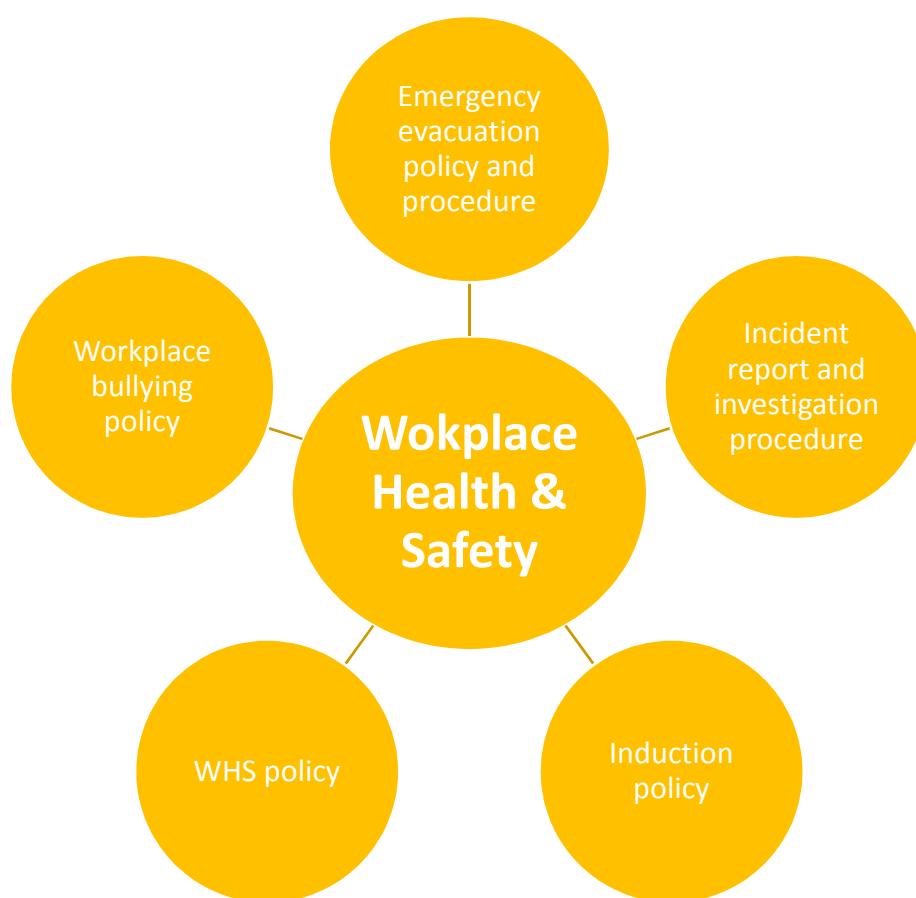 Emergency
evacuation
policy and
procedure
Incident
report and
investigation
procedure
Induction
policy
WHS policy
Workplace
bullying
policy
Wokplace
Health &
Safety